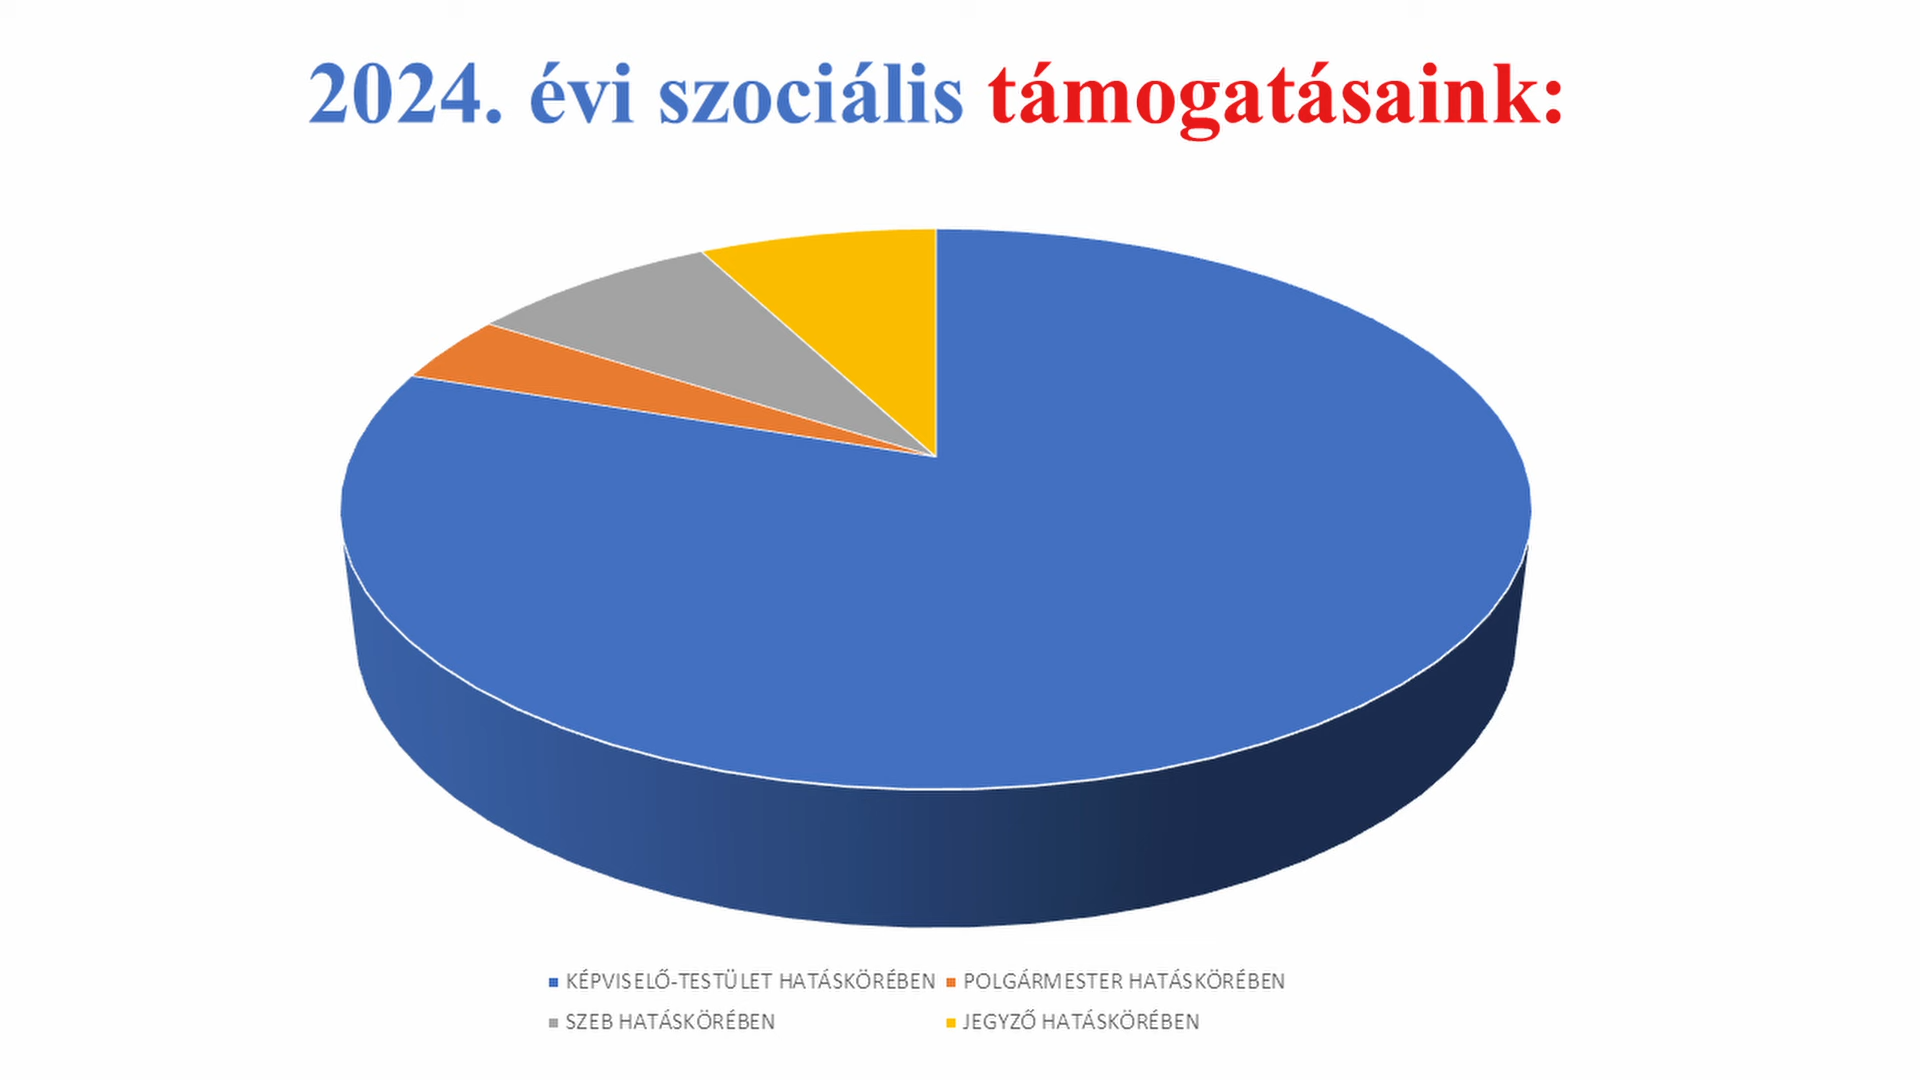 2024. évi szociális támogatásaink:
KÉPVISELŐ-TESTÜLET HATÁSKÖRÉBEN POLGÁRMESTER HATÁSKÖRÉBEN
SZEB HATÁSKÖRÉBEN JEGYZŐ HATÁSKÖRÉBEN